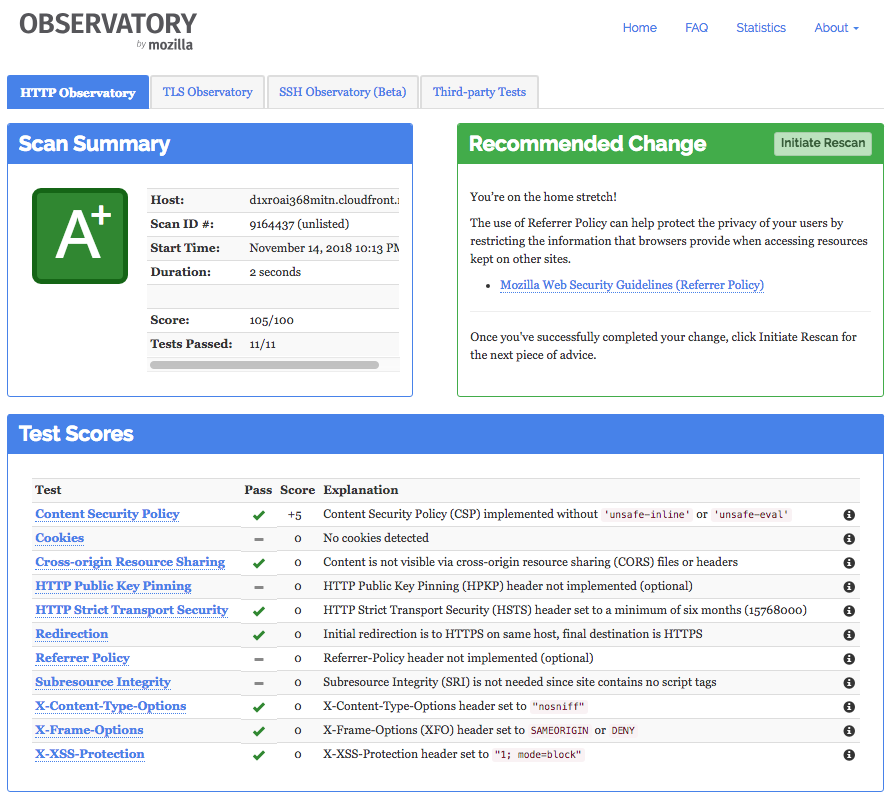 OBSERVATORY
by mozilla
Home FAQ Statistics About
HTTP Observatory TLS Observatory SSH Observatory (Beta) Third-party Tests
Scan Summary
A+
Host: d1xr0ai368mitn.cloudfront.
Scan ID #: 9164437 (unlisted)
Start Time: November 14, 2018 10:13 PM
Duration: 2 seconds
Score: 105/100
Tests Passed: 11/11
Recommended Change Initiate Rescan
You're on the home stretch!
The use of Referrer Policy can help protect the privacy of your users by
restricting the information that browsers provide when accessing resources
kept on other sites.
• Mozilla Web Security Guidelines (Referrer Policy)
Once you've successfully completed your change, click Initiate Rescan for
the next piece of advice.
Test Scores
Test Pass Score Explanation
Content Security Policy +5 Content Security Policy (CSP) implemented without 'unsafe-inline' or 'unsafe-eval'
Cookies – 0 No cookies detected
Cross-origin Resource Sharing 0 Content is not visible via cross-origin resource sharing (CORS) files or headers
HTTP Public Key Pinning – 0 HTTP Public Key Pinning (HPKP) header not implemented (optional)
HTTP Strict Transport Security 0 HTTP Strict Transport Security (HSTS) header set to a minimum of six months (15768000)
Redirection 0 Initial redirection is to HTTPS on same host, final destination is HTTPS
Referrer Policy – 0 Referrer-Policy header not implemented (optional)
Subresource Integrity – 0 Subresource Integrity (SRI) is not needed since site contains no script tags
X-Content-Type-Options 0 X-Content-Type-Options header set to "nosniff"
X-Frame-Options 0 X-Frame-Options (XFO) header set to SAMEORIGIN or DENY
X-XSS-Protection 0 X-XSS-Protection header set to "1; mode=block"